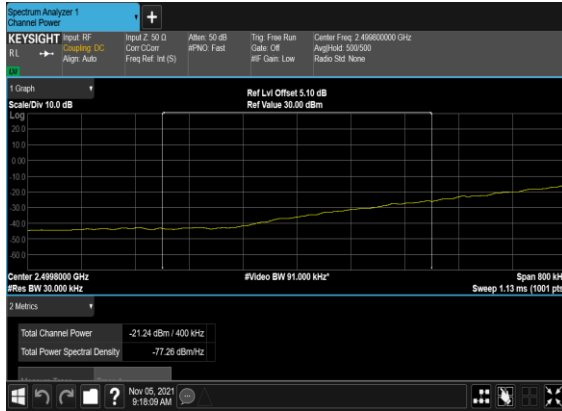 Spectrum Analyzer 1
Channel Power
+
KEYSIGHT
RL
Input: RF
Coupling: DC
Align: Auto
Input Z: 50 Ω
Corr CCorr
Freq Ref: Int (S)
Atten: 50 dB
#PNO: Fast
Trig: Free Run
Gate: Off
#IF Gain: Low
Center Freq: 2.499800000 GHz
Avg|Hold: 500/500
Radio Std: None
LU
1 Graph
Scale/Div 10.0 dB
Ref Lvl Offset 5.10 dB
Ref Value 30.00 dBm
Log
20.0
10.0
0.00
-10.0
-20.0
-30.0
-40.0
-50.0
-60.0
Center 2.4998000 GHz
#Video BW 91.000 kHz*
Span 800 kH
#Res BW 30.000 kHz
Sweep 1.13 ms (1001 pts
2 Metrics
Total Channel Power -21.24 dBm / 400 kHz
Total Power Spectral Density -77.26 dBm/Hz
?
Nov 05, 2021
9:18:09 AM